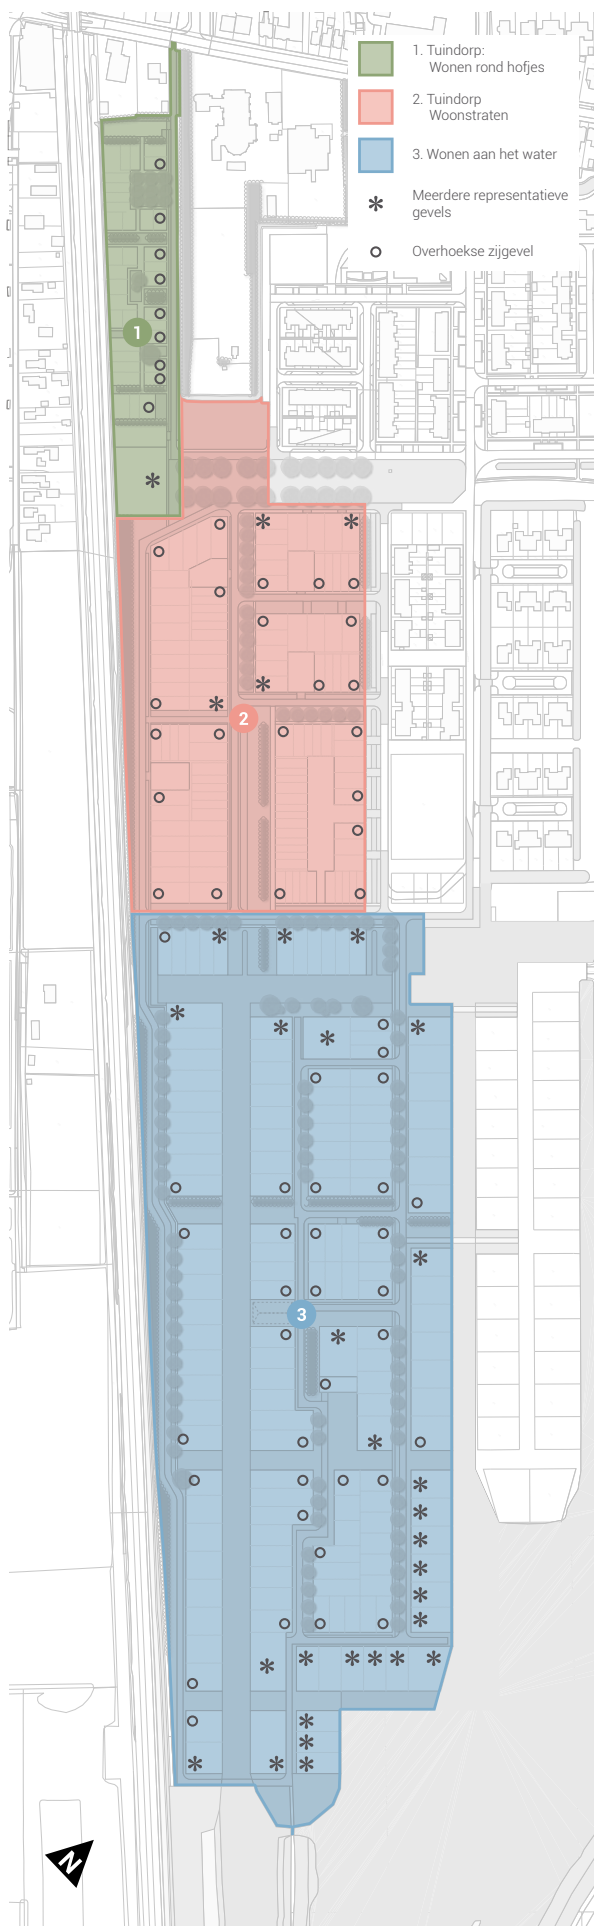 1. Tuindorp:
Wonen rond hofjes
2. Tuindorp
Woonstraten
3. Wonen aan het water
Meerdere representatieve
gevels
Overhoekse zijgevel
1
2
3
N